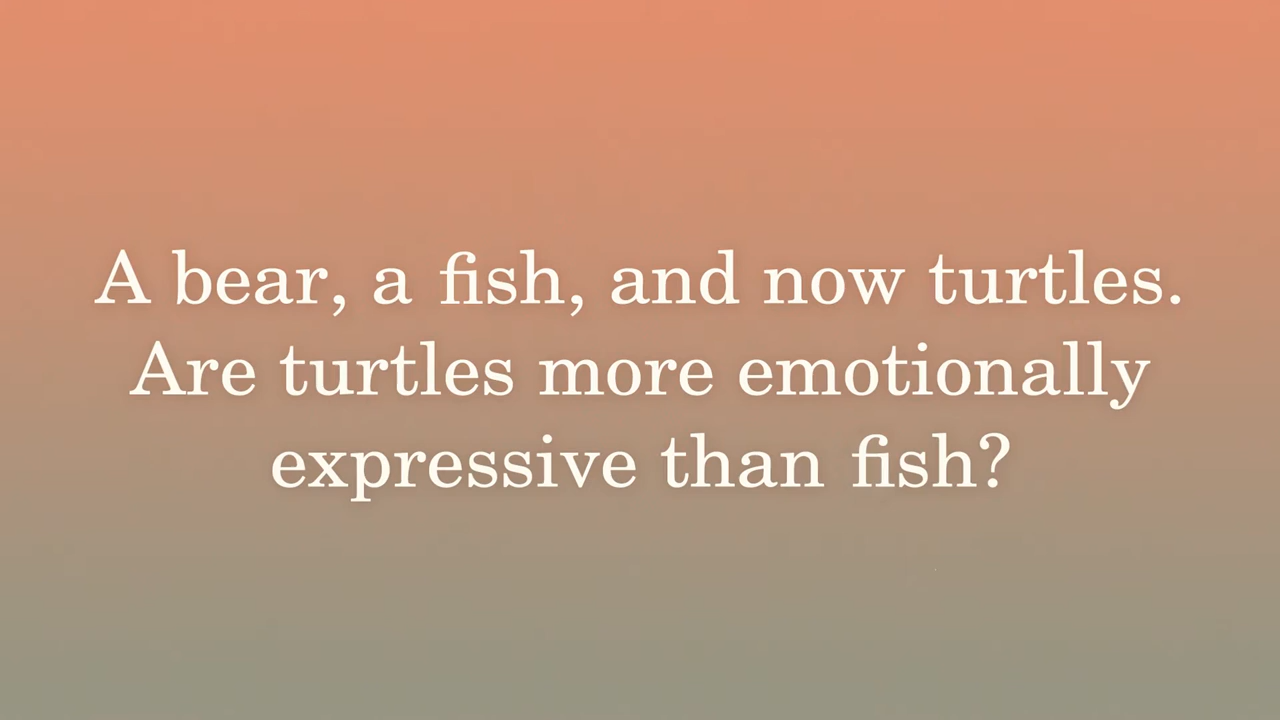 A bear, a fish, and now turtles.
Are turtles more emotionally
expressive than fish?